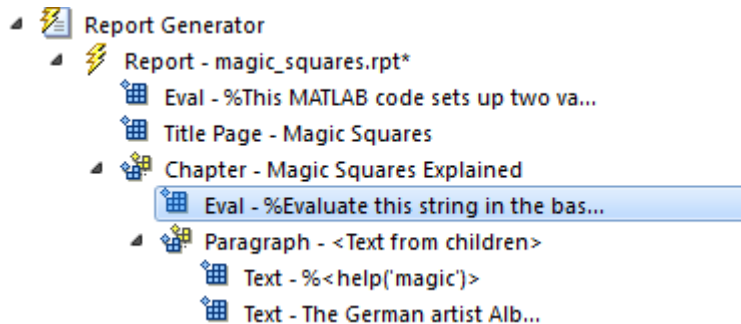 Report Generator
Report - magic_squares.rpt*
Eval - %This MATLAB code sets up two va...
Title Page - Magic Squares
Chapter - Magic Squares Explained
Eval - %Evaluate this string in the bas...
Paragraph - <Text from children>
Text - %<help('magic')>
Text - The German artist Alb...